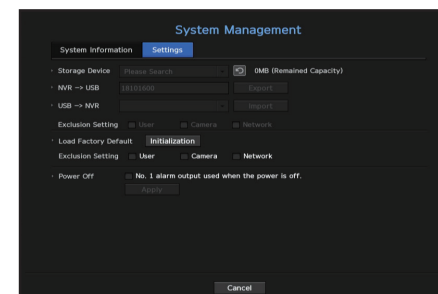 System Management
System Information Settings
Storage Device Please Search 0MB (Remained Capacity)
NVR -> USB 18101600 Export
USB -> NVR Import
Exclusion Setting User Camera Network
Load Factory Default Initialization
Exclusion Setting User Camera Network
Power Off No. 1 alarm output used when the power is off.
Apply
Cancel